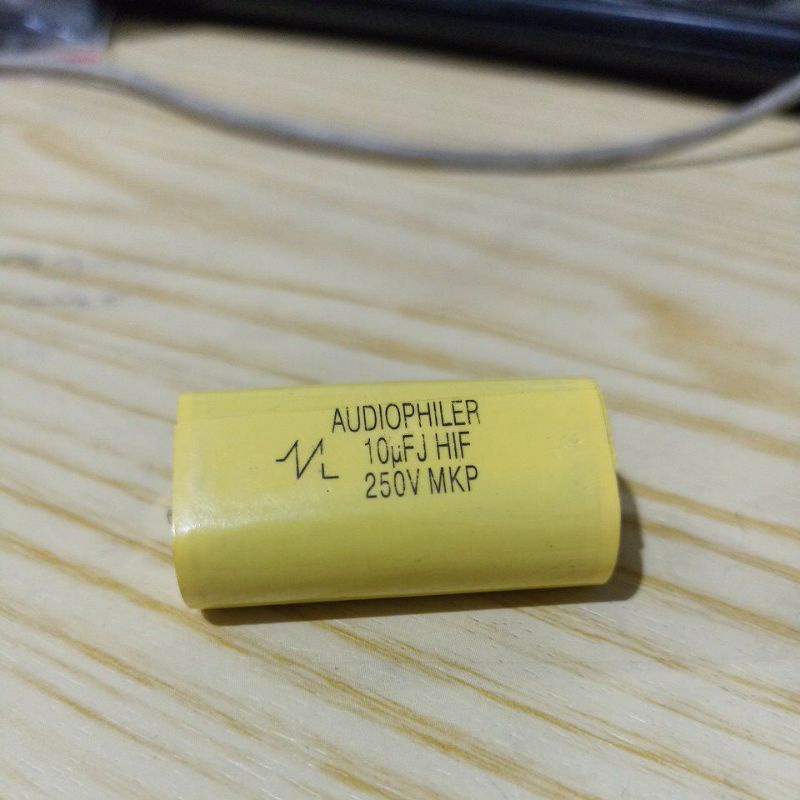 AUDIOPHILER
10µFJ HIF
250V MKP